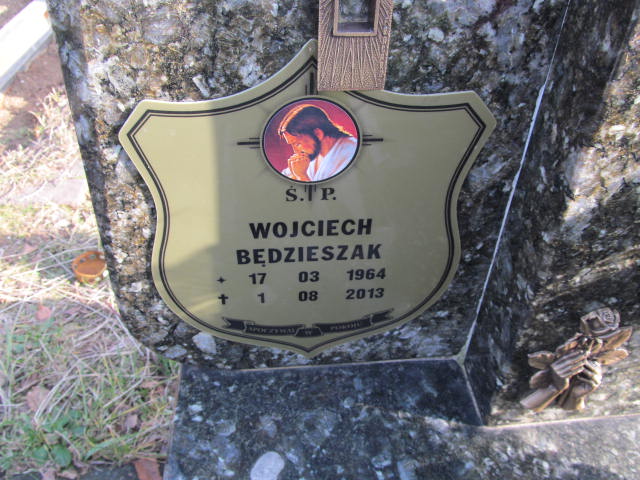 Ś. P.
WOJCIECH
BĘDZIESZAK
17 03 1964
✝ 1 08 2013
SPOCZYWAJ W POKOJU